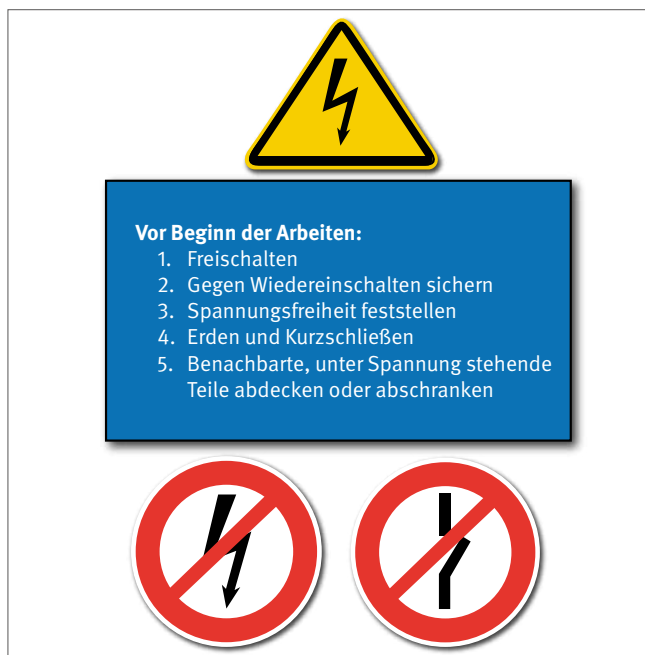 Vor Beginn der Arbeiten:
1. Freischalten
2. Gegen Wiedereinschalten sichern
3. Spannungsfreiheit feststellen
4. Erden und Kurzschließen
5. Benachbarte, unter Spannung stehende
Teile abdecken oder abschranken